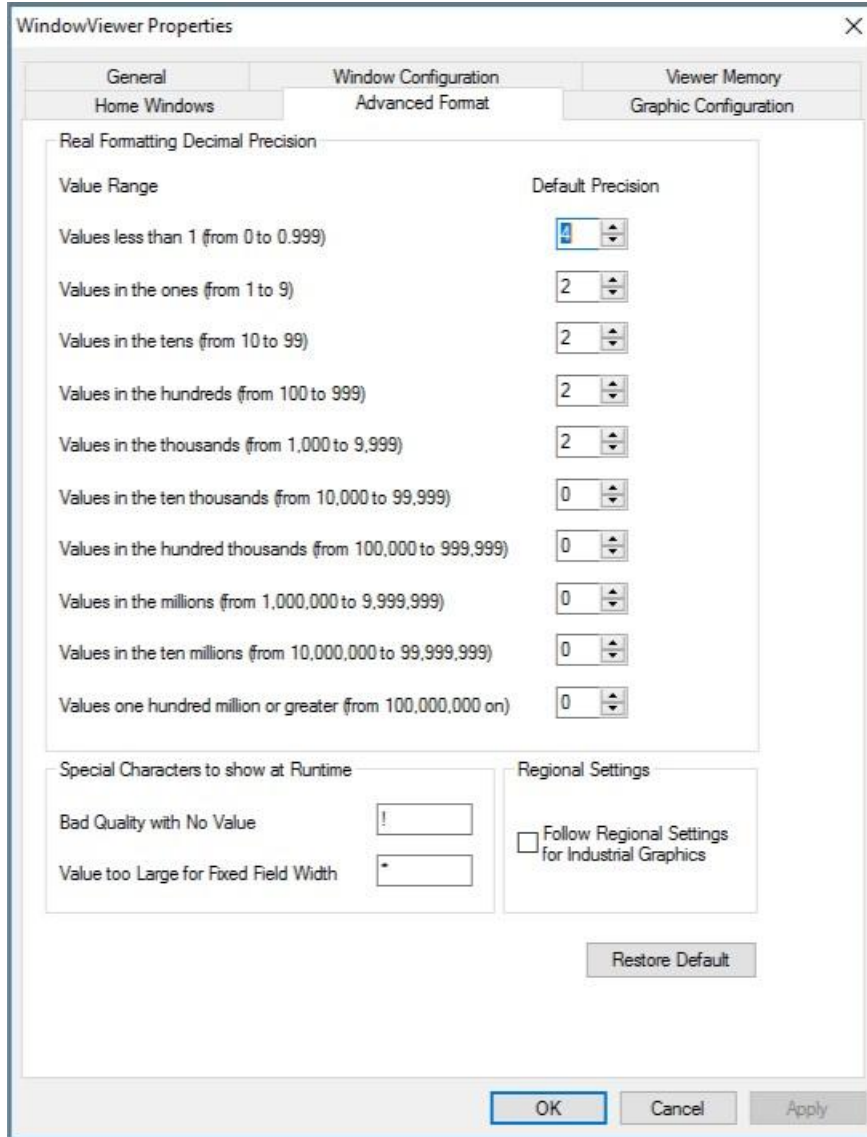 WindowViewer Properties
General Window Configuration Viewer Memory
Home Windows Advanced Format Graphic Configuration
Real Formatting Decimal Precision
Value Range Default Precision
Values less than 1 (from 0 to 0.999) 4
Values in the ones (from 1 to 9) 2
Values in the tens (from 10 to 99) 2
Values in the hundreds (from 100 to 999) 2
Values in the thousands (from 1,000 to 9,999) 2
Values in the ten thousands (from 10,000 to 99,999) 0
Values in the hundred thousands (from 100,000 to 999,999) 0
Values in the millions (from 1,000,000 to 9,999,999) 0
Values in the ten millions (from 10,000,000 to 99,999,999) 0
Values one hundred million or greater (from 100,000,000 on) 0
Special Characters to show at Runtime
Bad Quality with No Value !
Value too Large for Fixed Field Width *
Regional Settings
Follow Regional Settings
for Industrial Graphics
Restore Default
OK Cancel Apply